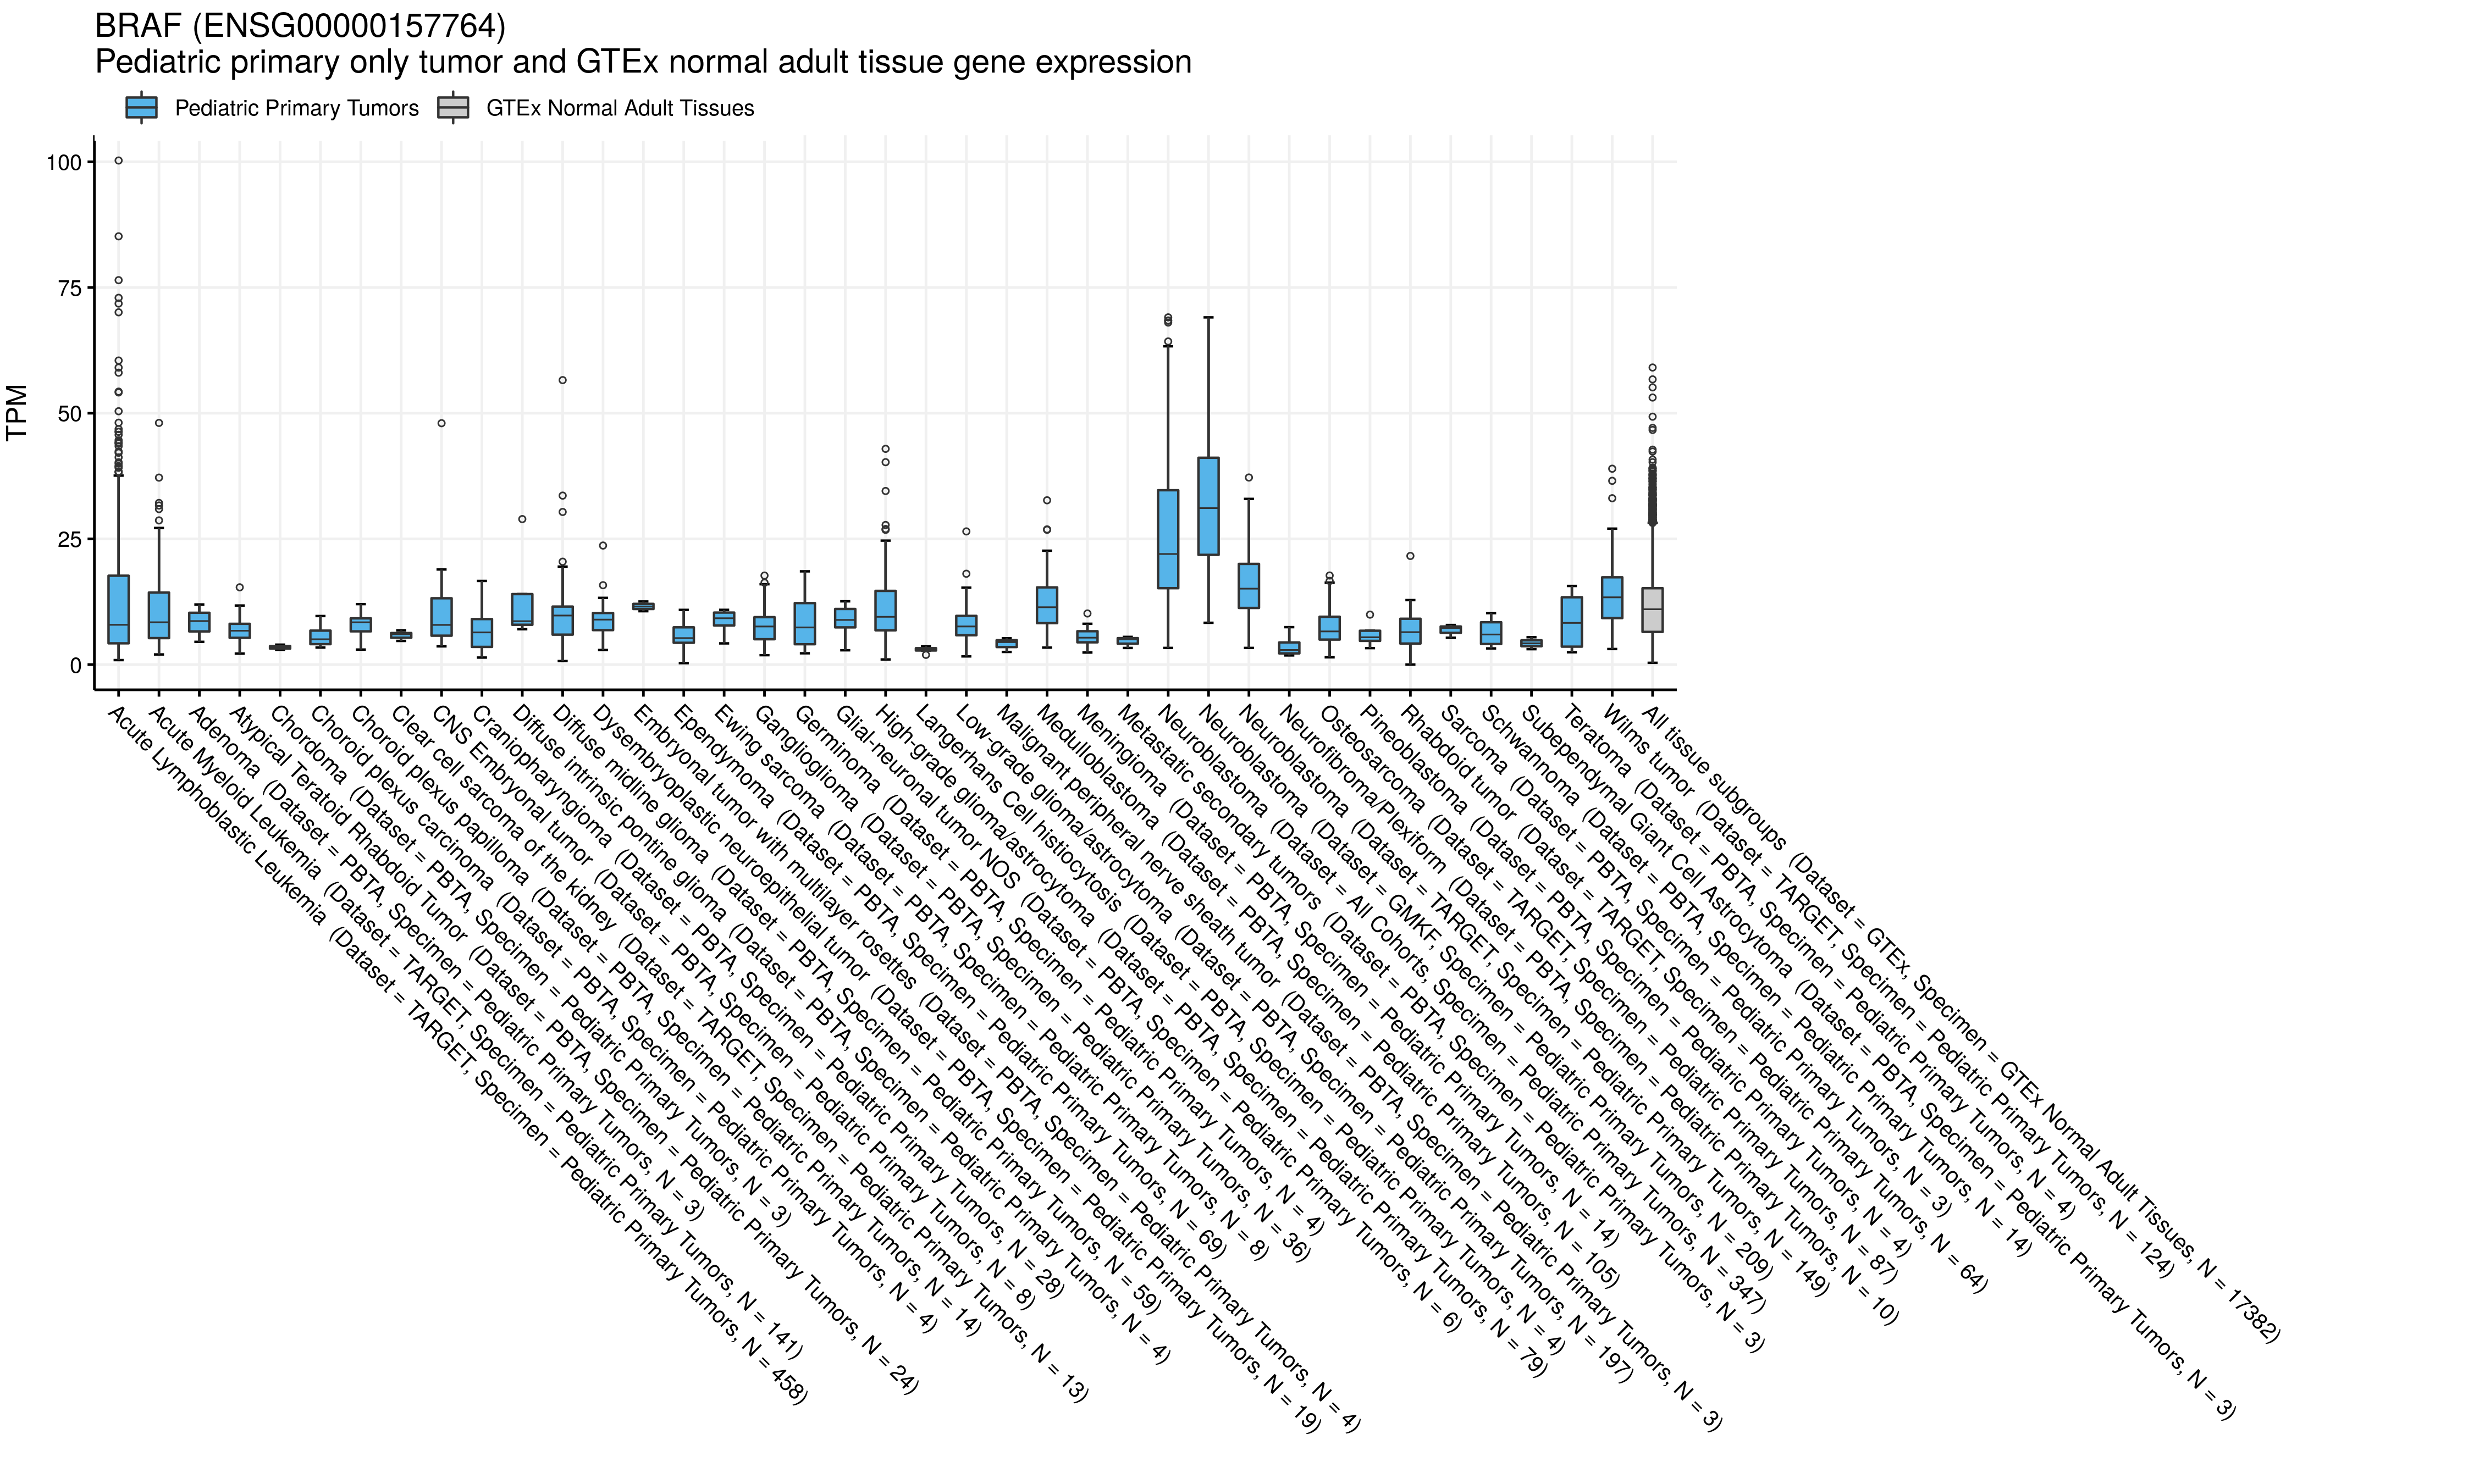 BRAF (ENSG00000157764)
Pediatric primary only tumor and GTEx normal adult tissue gene expression
Pediatric Primary Tumors
GTEx Normal Adult Tissues
TPM
100
75
50
25
0
Acute Lymphoblastic Leukemia (Dataset = TARGET, Specimen = Pediatric Primary Tumors, N = 458)
Acute Myeloid Leukemia (Dataset = TARGET, Specimen = Pediatric Primary Tumors, N = 141)
Adenoma (Dataset = PBTA, Specimen = Pediatric Primary Tumors, N = 3)
Atypical Teratoid Rhabdoid Tumor (Dataset = PBTA, Specimen = Pediatric Primary Tumors, N = 24)
Chordoma (Dataset = PBTA, Specimen = Pediatric Primary Tumors, N = 3)
Choroid plexus carcinoma (Dataset = PBTA, Specimen = Pediatric Primary Tumors, N = 4)
Choroid plexus papilloma (Dataset = PBTA, Specimen = Pediatric Primary Tumors, N = 14)
Clear cell sarcoma of the kidney (Dataset = TARGET, Specimen = Pediatric Primary Tumors, N = 13)
CNS Embryonal tumor (Dataset = PBTA, Specimen = Pediatric Primary Tumors, N = 8)
Craniopharyngioma (Dataset = PBTA, Specimen = Pediatric Primary Tumors, N = 28)
Diffuse intrinsic pontine glioma (Dataset = PBTA, Specimen = Pediatric Primary Tumors, N = 4)
Diffuse midline glioma (Dataset = PBTA, Specimen = Pediatric Primary Tumors, N = 59)
Dysembryoplastic neuroepithelial tumor (Dataset = PBTA, Specimen = Pediatric Primary Tumors, N = 19)
Embryonal tumor with multilayer rosettes (Dataset = PBTA, Specimen = Pediatric Primary Tumors, N = 4)
Ependymoma (Dataset = PBTA, Specimen = Pediatric Primary Tumors, N = 69)
Ewing sarcoma (Dataset = PBTA, Specimen = Pediatric Primary Tumors, N = 8)
Ganglioglioma (Dataset = PBTA, Specimen = Pediatric Primary Tumors, N = 36)
Germinoma (Dataset = PBTA, Specimen = Pediatric Primary Tumors, N = 4)
Glial-neuronal tumor NOS (Dataset = PBTA, Specimen = Pediatric Primary Tumors, N = 6)
High-grade glioma/astrocytoma (Dataset = PBTA, Specimen = Pediatric Primary Tumors, N = 79)
Langerhans Cell histiocytosis (Dataset = PBTA, Specimen = Pediatric Primary Tumors, N = 4)
Low-grade glioma/astrocytoma (Dataset = PBTA, Specimen = Pediatric Primary Tumors, N = 197)
Malignant peripheral nerve sheath tumor (Dataset = PBTA, Specimen = Pediatric Primary Tumors, N = 3)
Medulloblastoma (Dataset = PBTA, Specimen = Pediatric Primary Tumors, N = 105)
Meningioma (Dataset = PBTA, Specimen = Pediatric Primary Tumors, N = 14)
Metastatic secondary tumors (Dataset = PBTA, Specimen = Pediatric Primary Tumors, N = 3)
Neuroblastoma (Dataset = All Cohorts, Specimen = Pediatric Primary Tumors, N = 347)
Neuroblastoma (Dataset = GMKF, Specimen = Pediatric Primary Tumors, N = 209)
Neuroblastoma (Dataset = TARGET, Specimen = Pediatric Primary Tumors, N = 149)
Neurofibroma/Plexiform (Dataset = PBTA, Specimen = Pediatric Primary Tumors, N = 10)
Osteosarcoma (Dataset = TARGET, Specimen = Pediatric Primary Tumors, N = 87)
Pineoblastoma (Dataset = PBTA, Specimen = Pediatric Primary Tumors, N = 4)
Rhabdoid tumor (Dataset = TARGET, Specimen = Pediatric Primary Tumors, N = 64)
Sarcoma (Dataset = PBTA, Specimen = Pediatric Primary Tumors, N = 3)
Schwannoma (Dataset = PBTA, Specimen = Pediatric Primary Tumors, N = 14)
Subependymal Giant Cell Astrocytoma (Dataset = PBTA, Specimen = Pediatric Primary Tumors, N = 3)
Teratoma (Dataset = PBTA, Specimen = Pediatric Primary Tumors, N = 4)
Wilms tumor (Dataset = TARGET, Specimen = Pediatric Primary Tumors, N = 124)
All tissue subgroups (Dataset = GTEx, Specimen = GTEx Normal Adult Tissues, N = 17382)